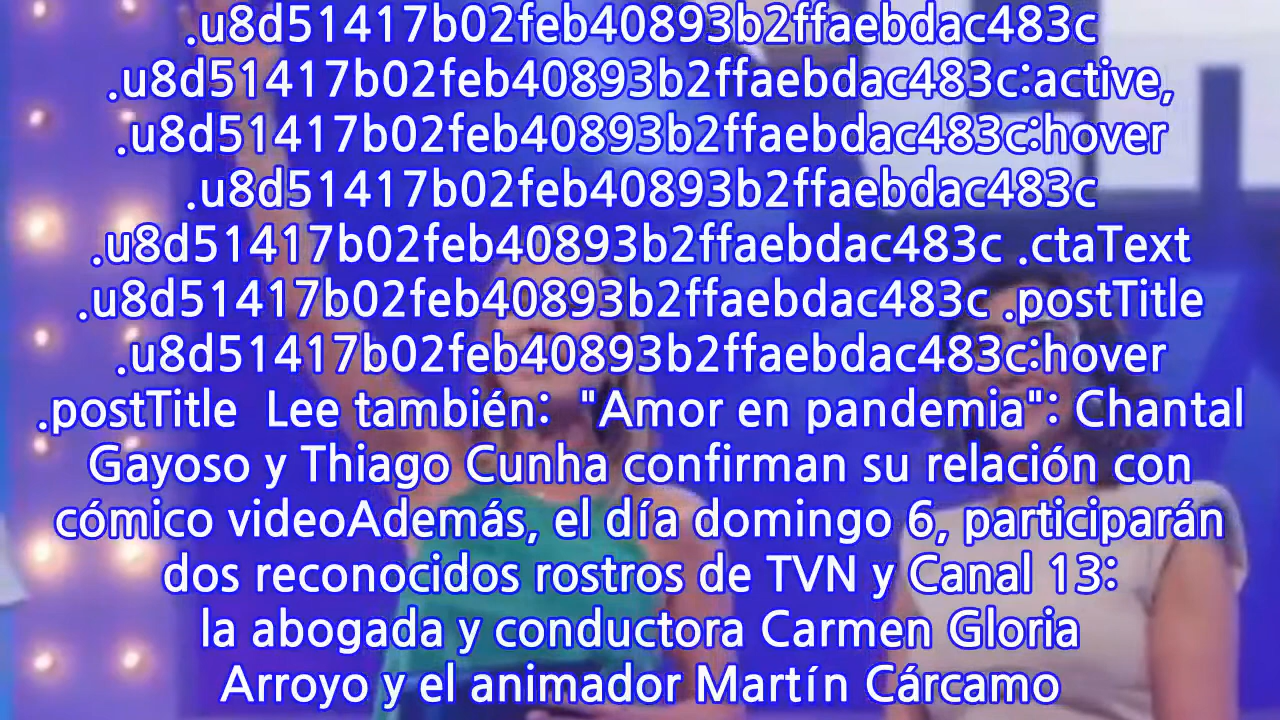 .u8d51417b02feb40893b2ffaebdac483c
.u8d51417b02feb40893b2ffaebdac483c:active,
.u8d51417b02feb40893b2ffaebdac483c:hover
.u8d51417b02feb40893b2ffaebdac483c
.u8d51417b02feb40893b2ffaebdac483c .ctaText
.u8d51417b02feb40893b2ffaebdac483c .postTitle
.u8d51417b02feb40893b2ffaebdac483c:hover
.postTitle  Lee también:  "Amor en pandemia": Chantal
Gayoso y Thiago Cunha confirman su relación con
cómico videoAdemás, el día domingo 6, participarán
dos reconocidos rostros de TVN y Canal 13:
la abogada y conductora Carmen Gloria
Arroyo y el animador Martín Cárcamo